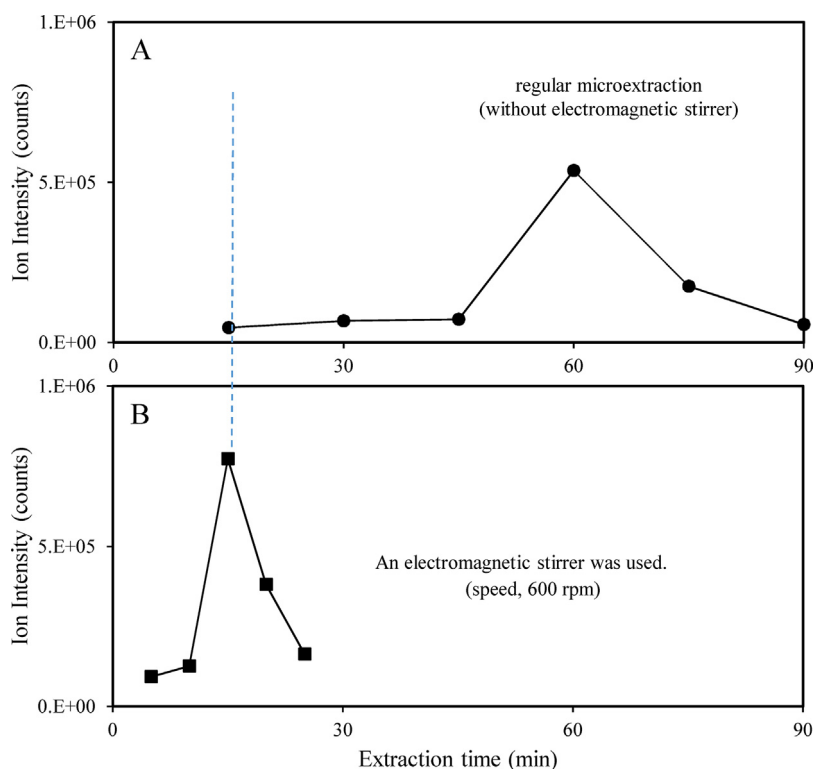 1.E+06
A
regular microextraction
(without electromagnetic stirrer)
5.E+05
Ion Intensity (counts)
0.E+00
0 30 60 90
1.E+06
B
5.E+05
An electromagnetic stirrer was used.
(speed, 600 rpm)
Ion Intensity (counts)
0.E+00
0 30 60 90
Extraction time (min)